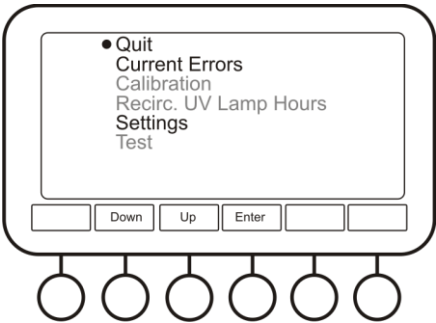 Quit
Current Errors
Calibration
Recirc. UV Lamp Hours
Settings
Test
Down Up Enter